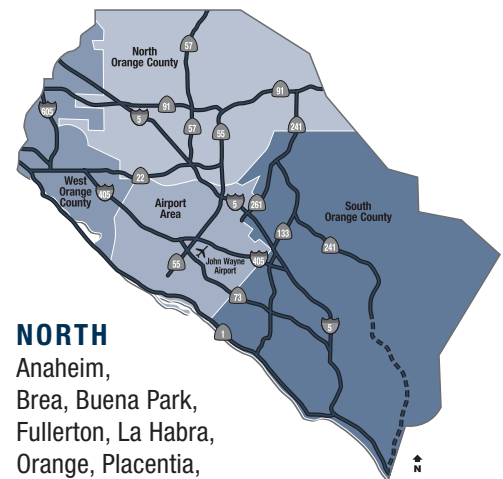 57
North
Orange County
91
91
605
5
57
55
241
22
West
Orange
County
405
Airport
Area
5
261
South
Orange County
133
241
55
John Wayne
Airport
405
73
5
1
N
NORTH
Anaheim,
Brea, Buena Park,
Fullerton, La Habra,
Orange, Placentia,